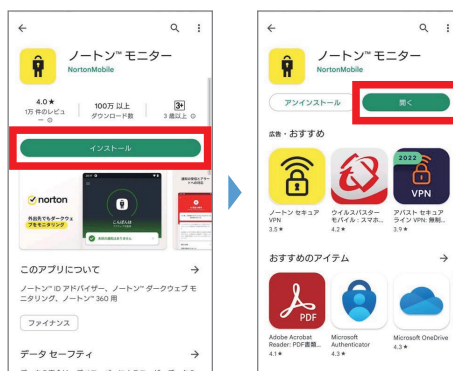 ノートン™ モニター
NortonMobile
4.0★
1万 件のレビュ
ー
100万 以上
ダウンロード数
3+
3 歳以上
インストール
norton
外出先でもダークウェ
ブをモニタリング
こんばんは
このアプリについて
ノートン™ ID アドバイザー、ノートン™ ダークウェブ モ
ニタリング、ノートン™ 360 用
ファイナンス
データ セーフティ
ノートン™ モニター
NortonMobile
アンインストール
開く
広告・おすすめ
2022
VPN
ノートン セキュア
VPN
3.5★
ウイルスバスター
モバイル：スマホ...
4.2★
アバスト セキュア
ライン VPN: 無制...
3.9★
おすすめのアイテム
PDF
Adobe Acrobat
Reader: PDF書類...
4.1★
Microsoft
Authenticator
4.3★
Microsoft OneDrive
4.3★